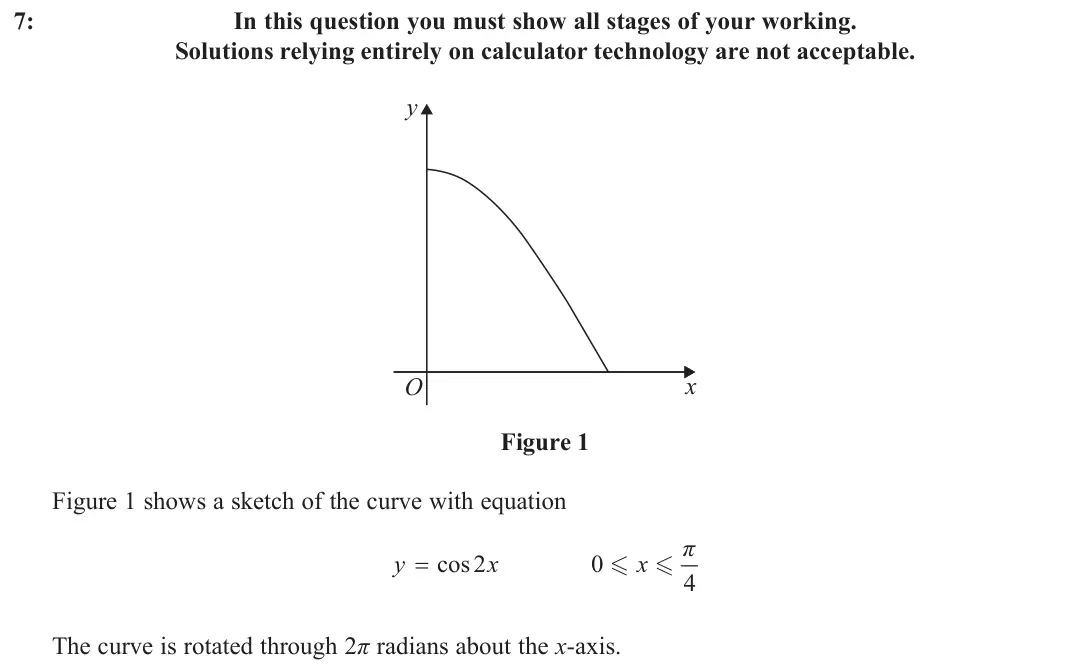 7: In this question you must show all stages of your working.
Solutions relying entirely on calculator technology are not acceptable.
y
O
x
Figure 1
Figure 1 shows a sketch of the curve with equation
y = cos 2x 0 ⩽ x ⩽ π/4
The curve is rotated through 2π radians about the x-axis.